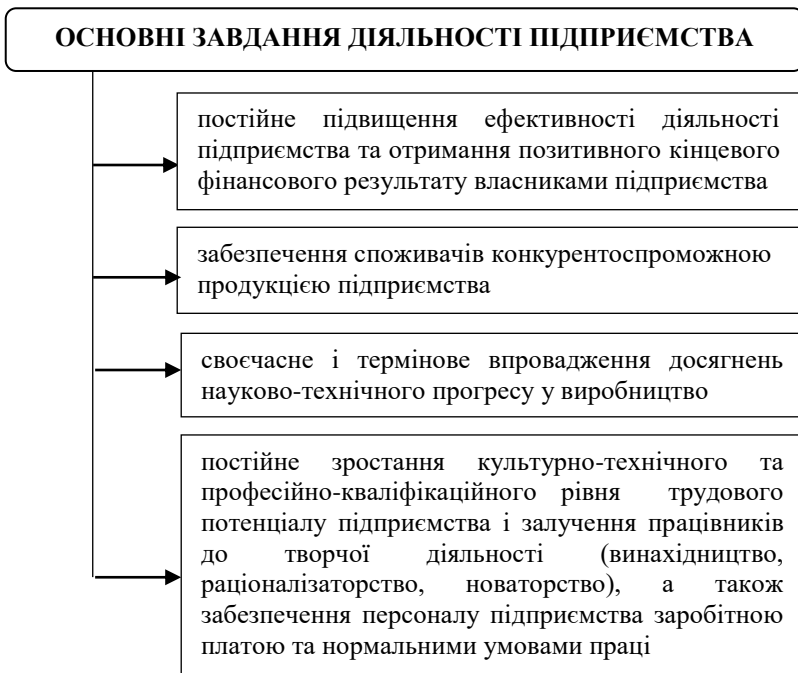 ОСНОВНІ ЗАВДАННЯ ДІЯЛЬНОСТІ ПІДПРИЄМСТВА
постійне підвищення ефективності діяльності
підприємства та отримання позитивного кінцевого
фінансового результату власниками підприємства
забезпечення споживачів конкурентоспроможною
продукцією підприємства
своєчасне і термінове впровадження досягнень
науково-технічного прогресу у виробництво
постійне зростання культурно-технічного та
професійно-кваліфікаційного рівня трудового
потенціалу підприємства і залучення працівників
до творчої діяльності (винахідництво,
раціоналізаторство, новаторство), а також
забезпечення персоналу підприємства заробітною
платою та нормальними умовами праці